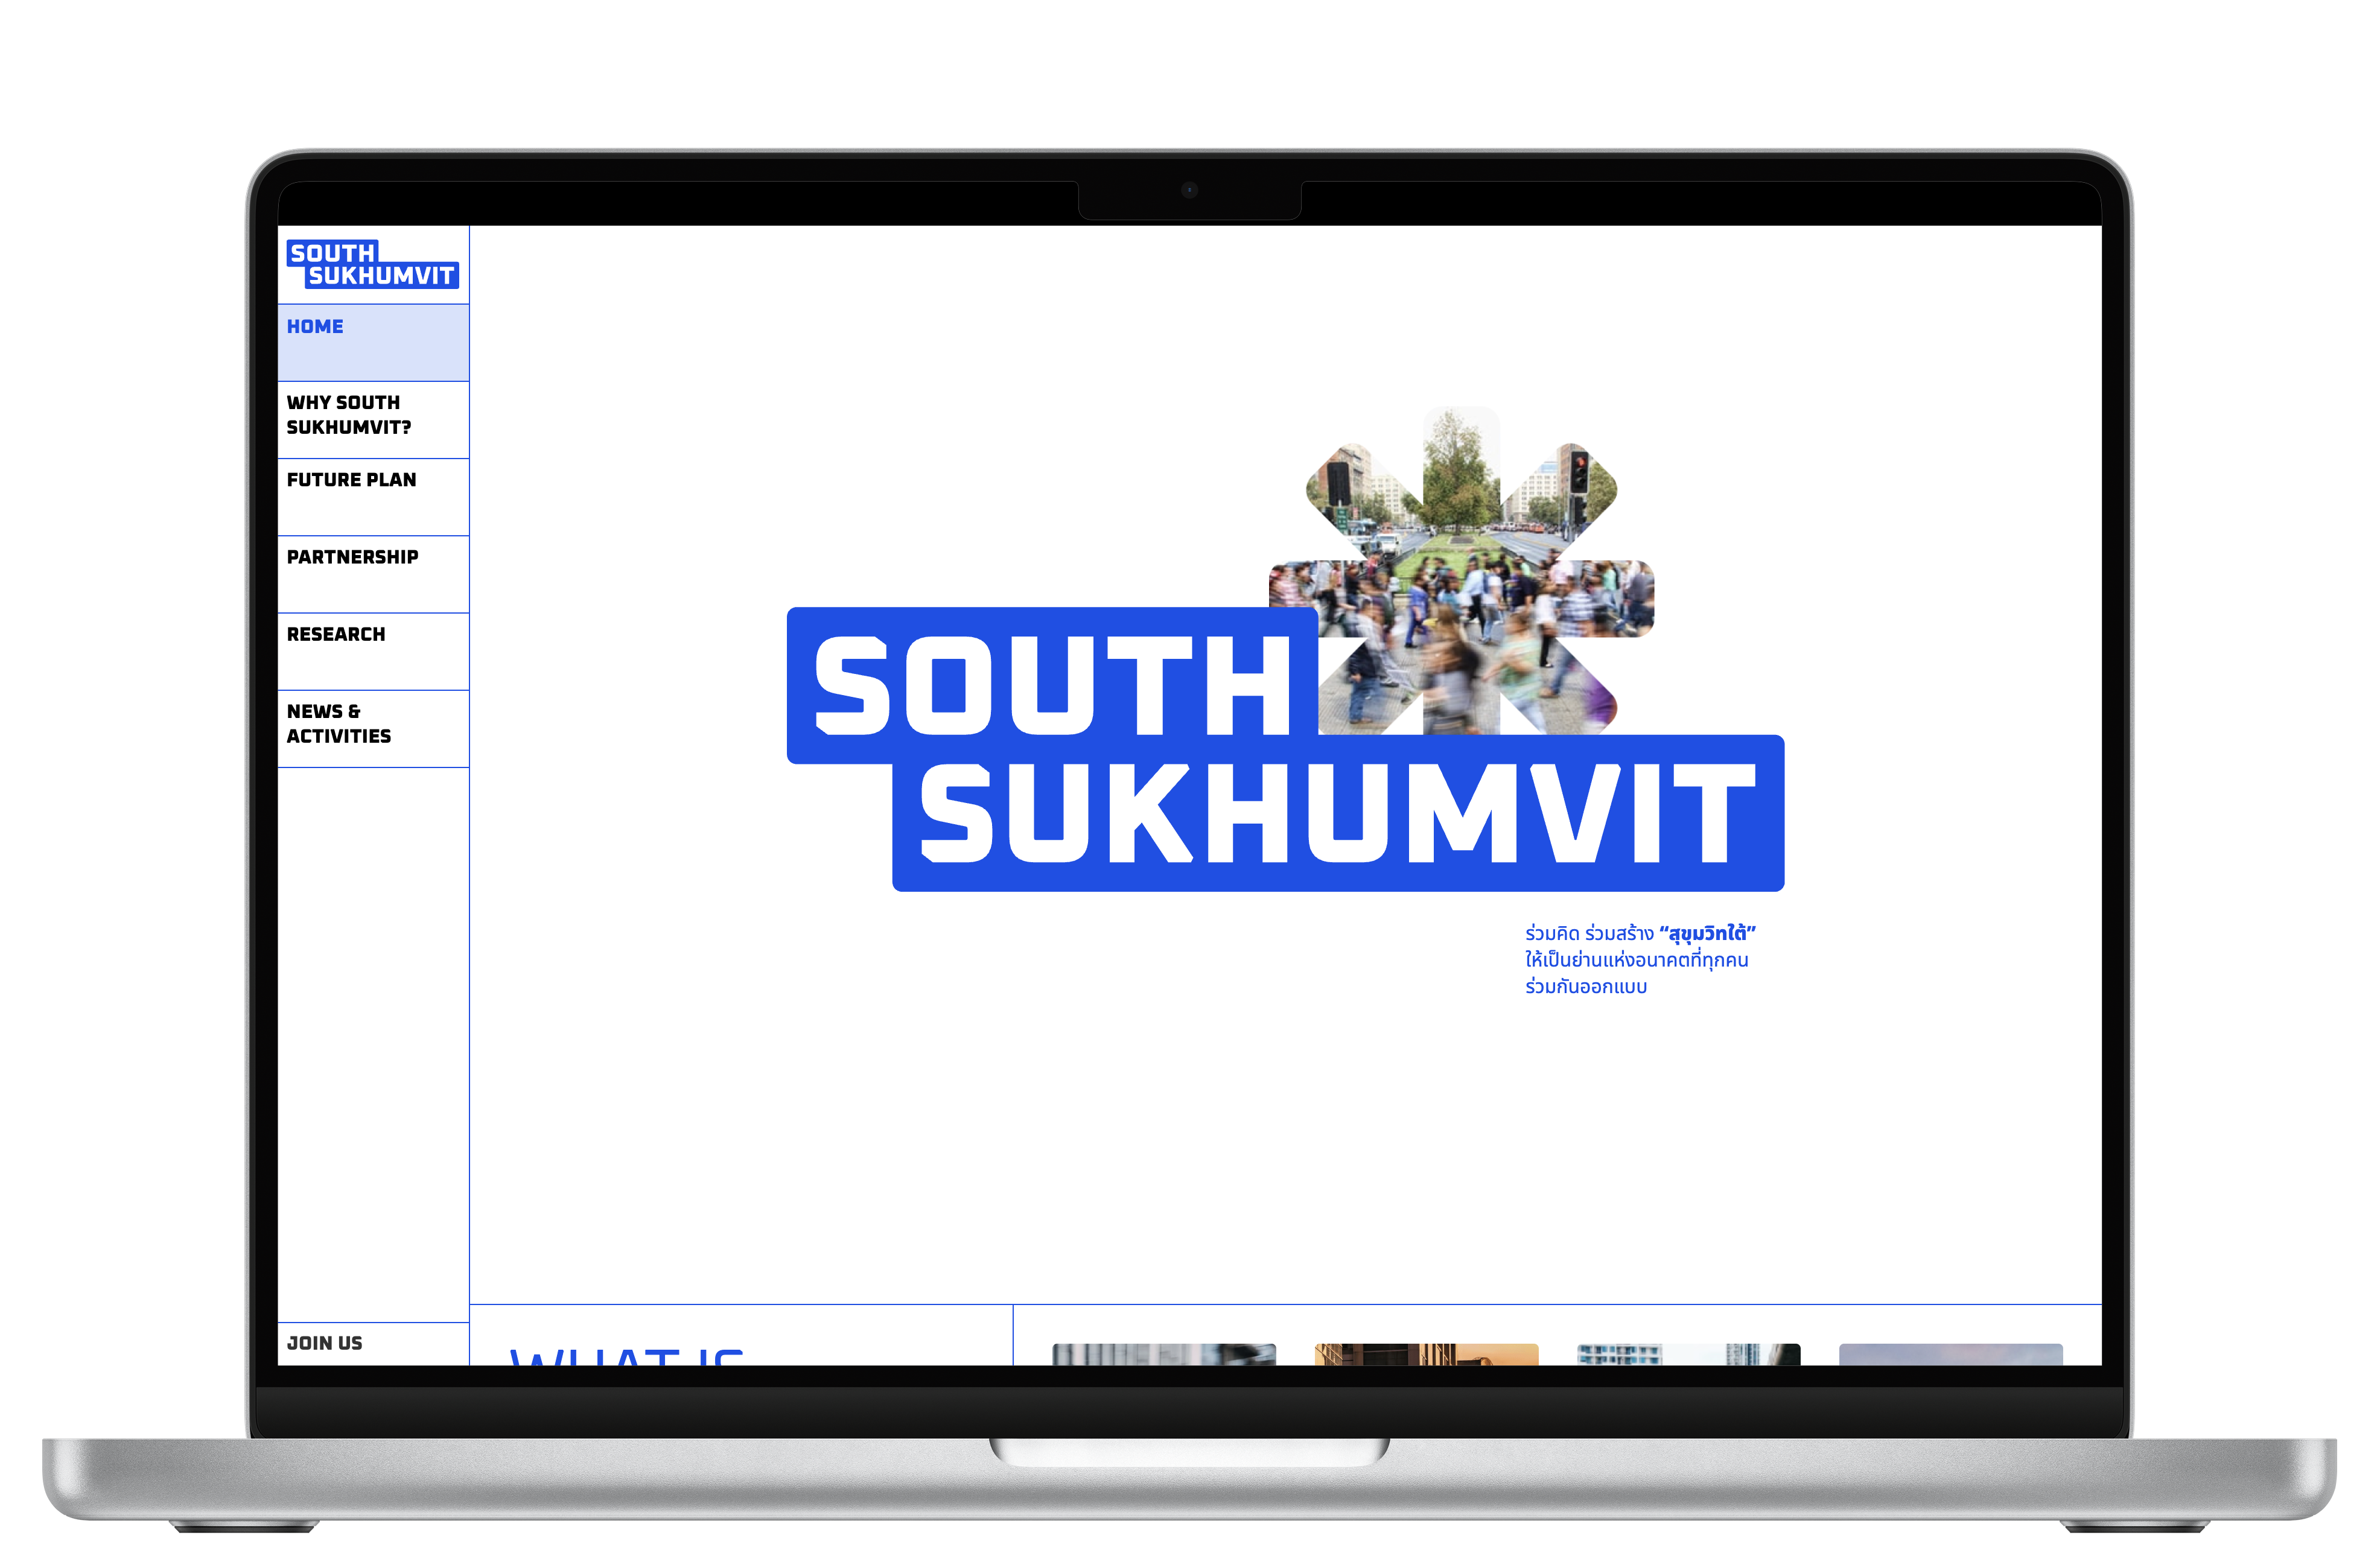 SOUTH
SUKHUMVIT
HOME
WHY SOUTH
SUKHUMVIT?
FUTURE PLAN
PARTNERSHIP
RESEARCH
NEWS &
ACTIVITIES
JOIN US
SOUTH
SUKHUMVIT
ร่วมคิด ร่วมสร้าง “สุขุมวิทใต้”
ให้เป็นย่านแห่งอนาคตที่ทุกคน
ร่วมกันออกแบบ
WHAT IS